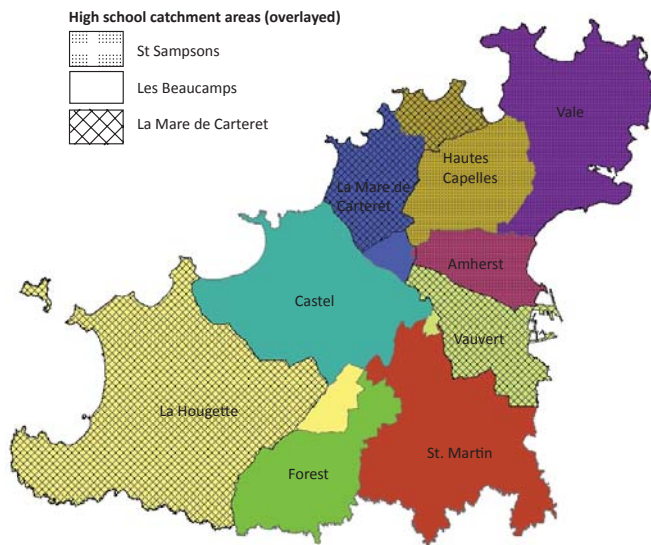 High school catchment areas (overlayed)
St Sampsons
Les Beaucamps
La Mare de Carteret
Vale
Hautes
Capelles
La Mare de
Carteret
Amherst
Castel
Vauvert
La Hougette
St. Martin
Forest